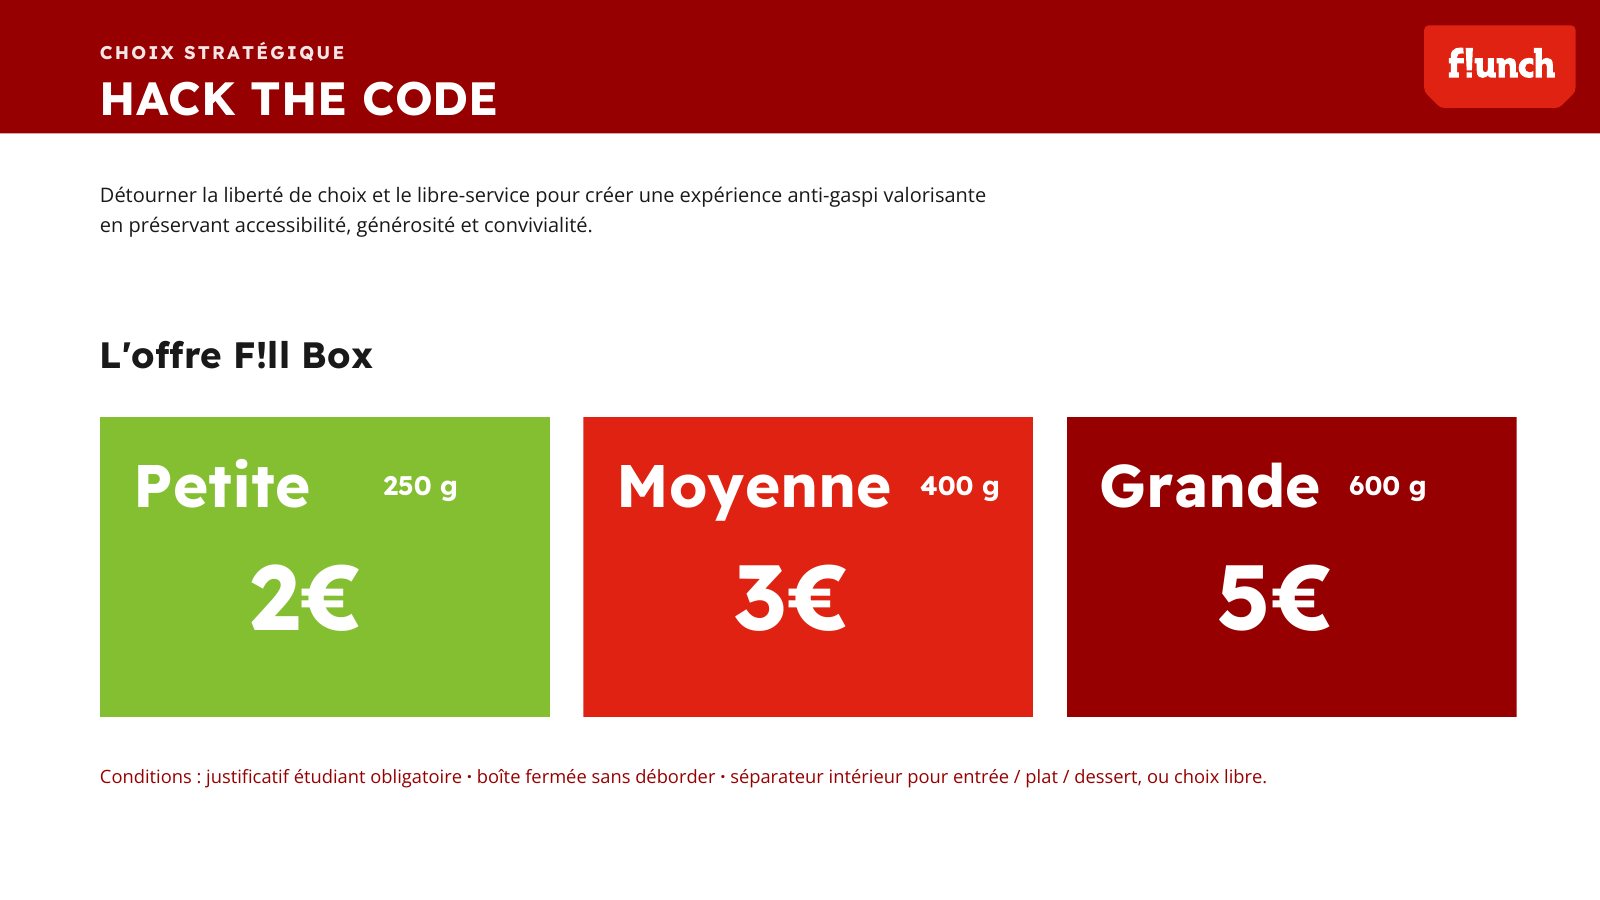 CHOIX STRATÉGIQUE
HACK THE CODE
f!unch
Détourner la liberté de choix et le libre-service pour créer une expérience anti-gaspi valorisante
en préservant accessibilité, générosité et convivialité.
L'offre F!ll Box
Petite 250 g
2€
Moyenne 400 g
3€
Grande 600 g
5€
Conditions : justificatif étudiant obligatoire · boîte fermée sans déborder · séparateur intérieur pour entrée / plat / dessert, ou choix libre.